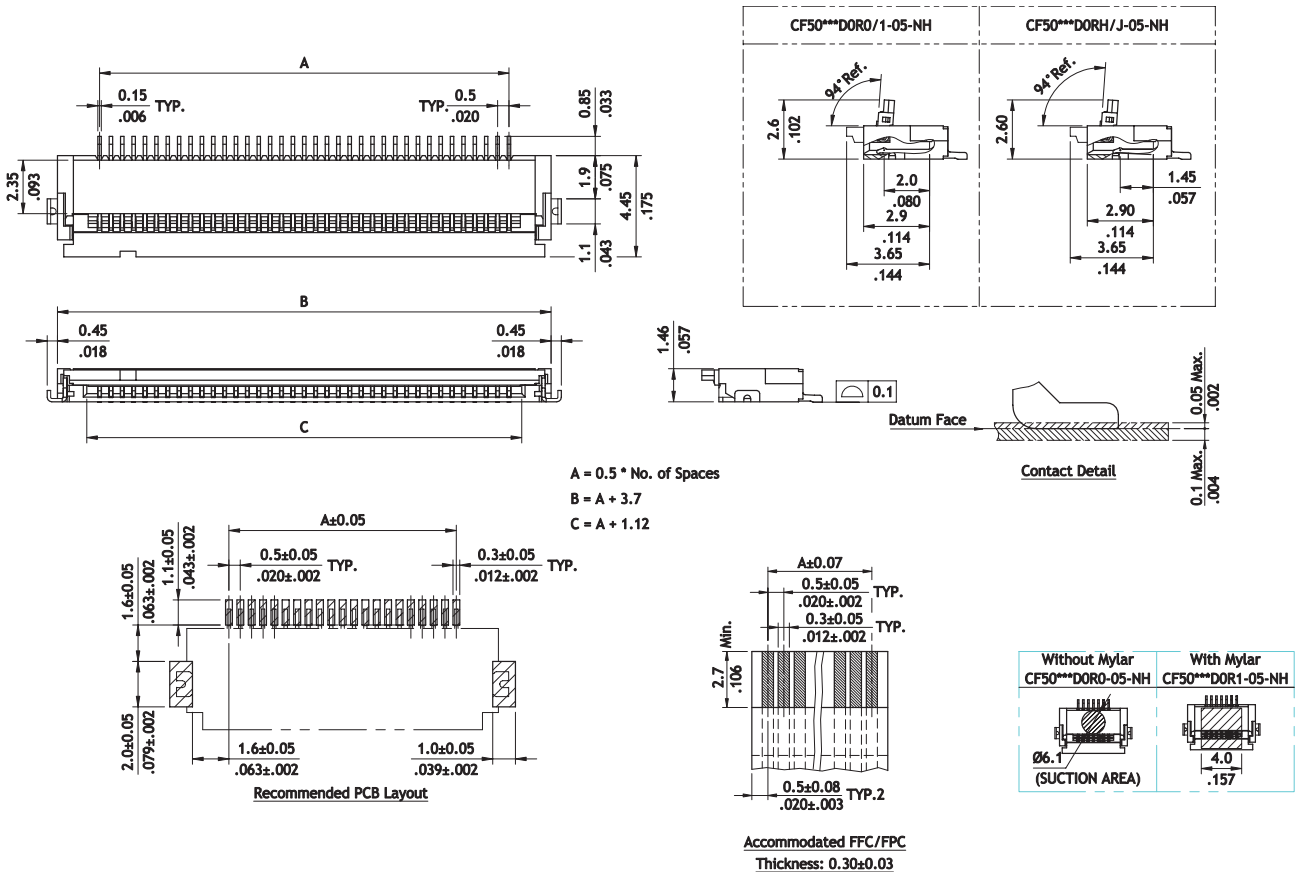 CF50***D0R0/1-05-NH
CF50***D0RH/J-05-NH
A
0.15
.006
TYP.
TYP.
0.5
.020
0.85
.033
2.35
.093
1.9
.075
4.45
.175
1.1
.043
94°Ref.
2.6
.102
2.0
.080
2.9
.114
3.65
.144
94°Ref.
2.60
1.45
.057
2.90
.114
3.65
.144
B
0.45
.018
0.45
.018
C
1.46
.057
0.1
Datum Face
0.05 Max.
.002
0.1 Max.
.004
Contact Detail
A = 0.5 * No. of Spaces
B = A + 3.7
C = A + 1.12
A±0.05
0.5±0.05
.020±.002
TYP.
0.3±0.05
.012±.002
TYP.
1.1±0.05
.043±.002
1.6±0.05
.063±.002
2.0±0.05
.079±.002
1.6±0.05
.063±.002
1.0±0.05
.039±.002
Recommended PCB Layout
A±0.07
0.5±0.05
.020±.002
TYP.
0.3±0.05
.012±.002
TYP.
2.7
.106
Min.
0.5±0.08
.020±.003
TYP.2
Accommodated FFC/FPC
Thickness: 0.30±0.03
Without Mylar
CF50***D0R0-05-NH
With Mylar
CF50***D0R1-05-NH
Ø6.1
(SUCTION AREA)
4.0
.157